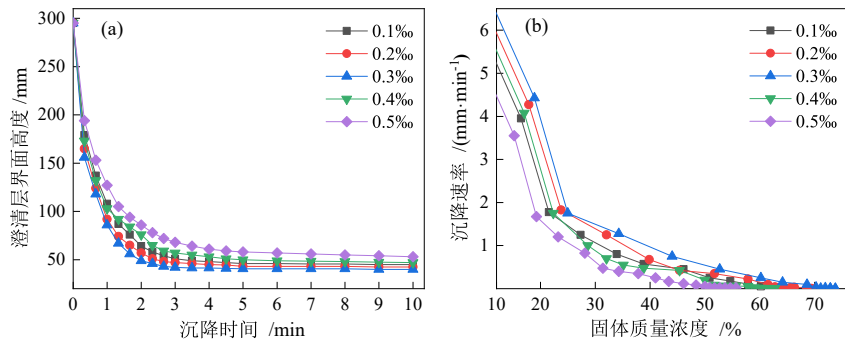 (a)
0.1‰
0.2‰
0.3‰
0.4‰
0.5‰
300
250
200
150
100
50
澄清层界面高度 /mm
0 1 2 3 4 5 6 7 8 9 10
沉降时间 /min
(b)
0.1‰
0.2‰
0.3‰
0.4‰
0.5‰
6
5
4
3
2
1
沉降速率 /(mm·min-1)
10 20 30 40 50 60 70
固体质量浓度 /%